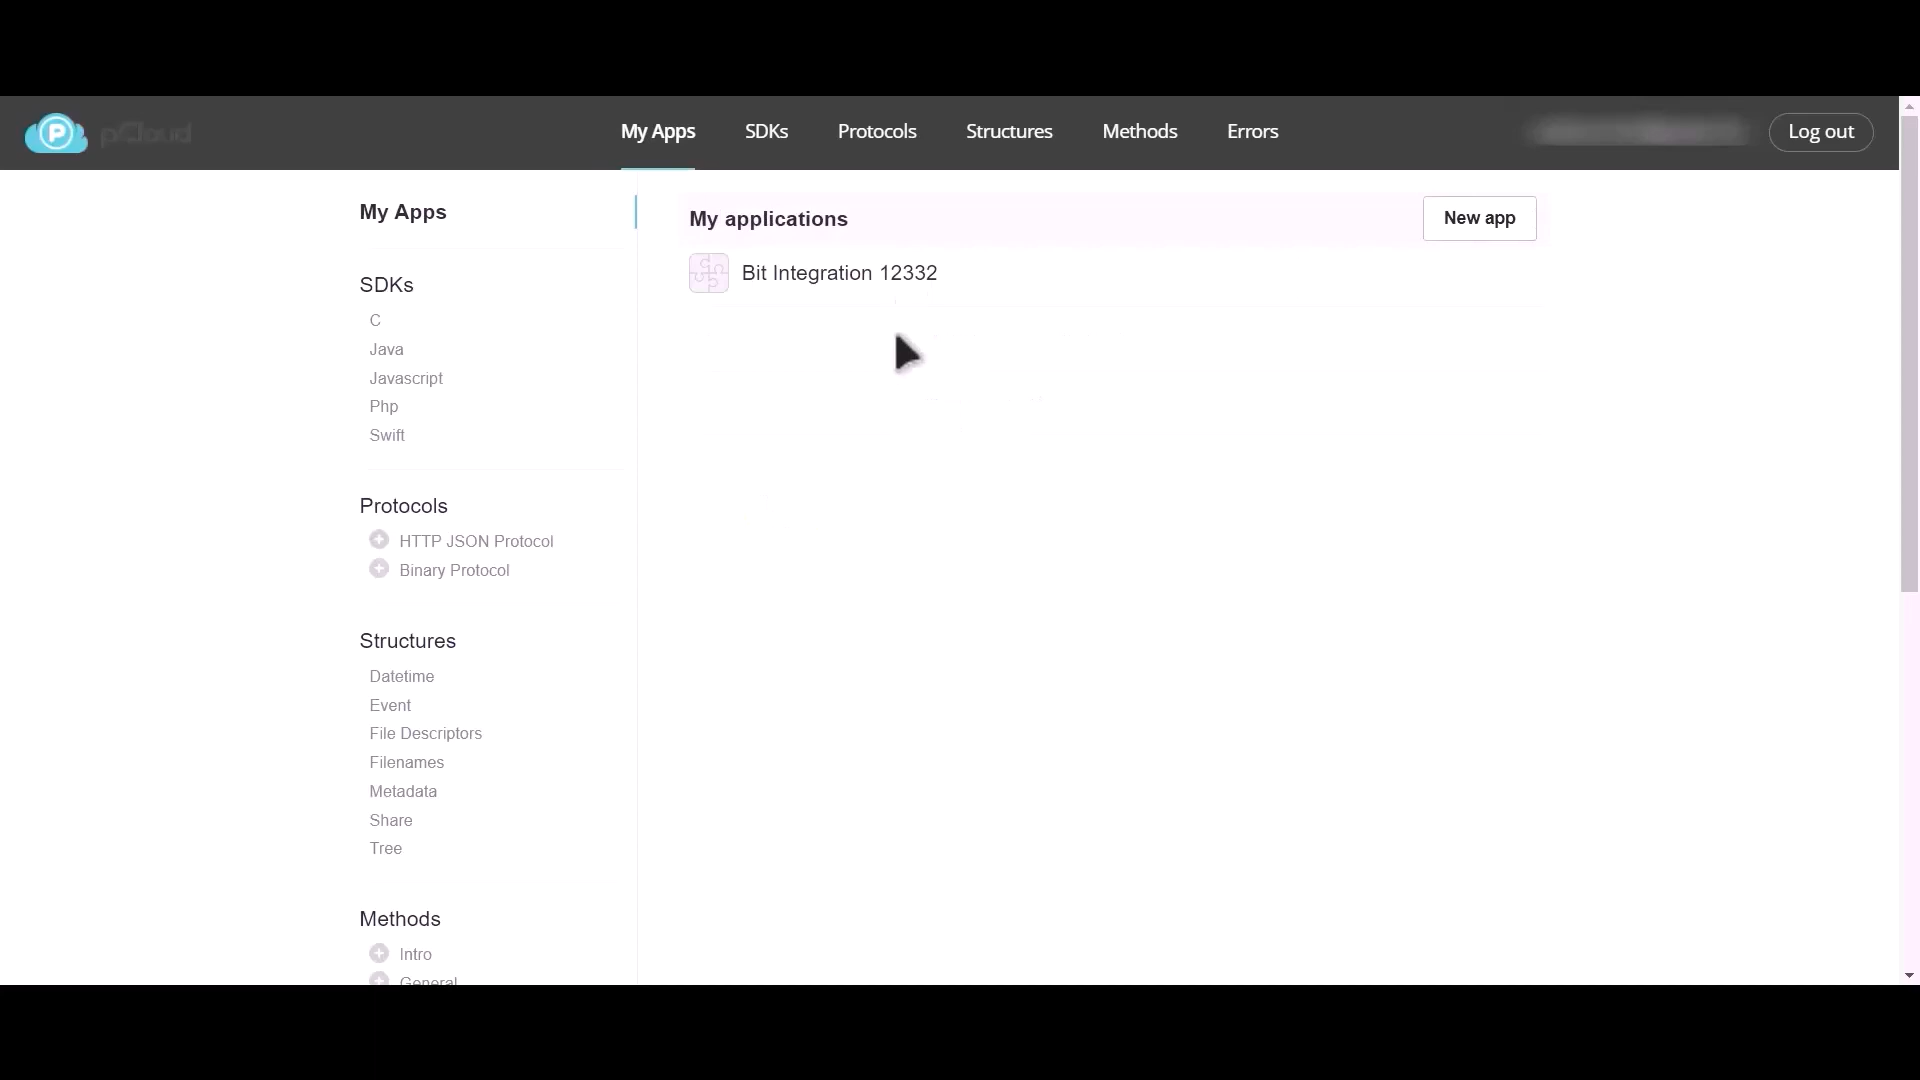 P pCloud
My Apps SDKs Protocols Structures Methods Errors
Log out
My Apps
SDKs
C
Java
Javascript
Php
Swift
Protocols
HTTP JSON Protocol
Binary Protocol
Structures
Datetime
Event
File Descriptors
Filenames
Metadata
Share
Tree
Methods
Intro
General
My applications
New app
Bit Integration 12332